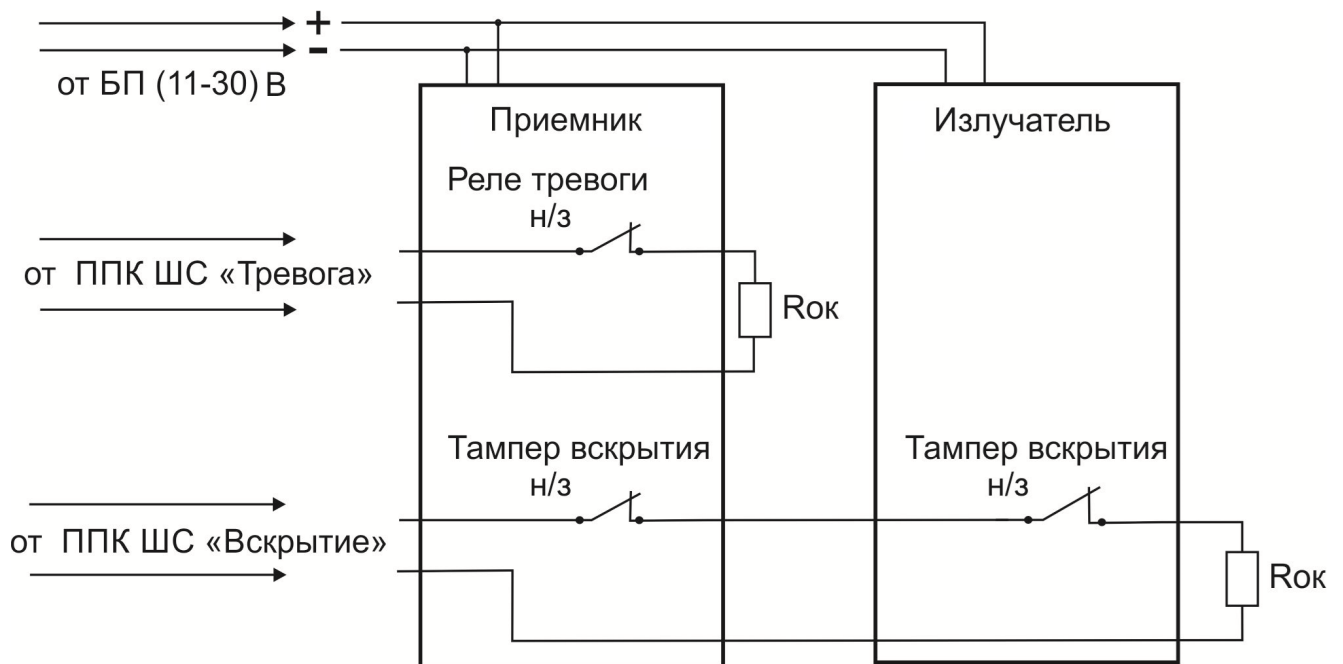 +
-
от БП (11-30) В
Приемник
Излучатель
Реле тревоги
н/з
от ППК ШС «Тревога»
Rок
Тампер вскрытия
н/з
Тампер вскрытия
н/з
от ППК ШС «Вскрытие»
Rок